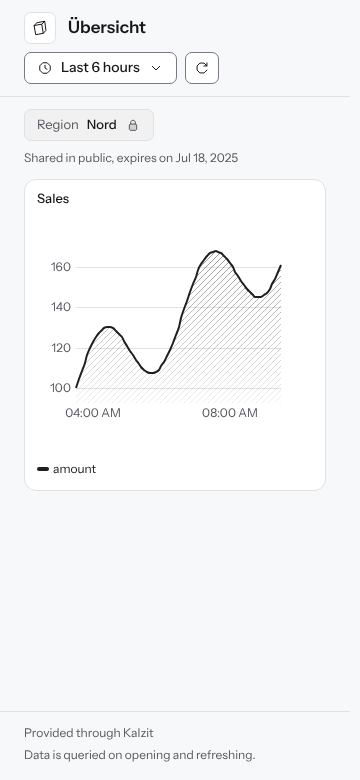 Übersicht
Last 6 hours
Region Nord
Shared in public, expires on Jul 18, 2025
Sales
160
140
120
100
04:00 AM 08:00 AM
amount
Provided through Kalzit
Data is queried on opening and refreshing.